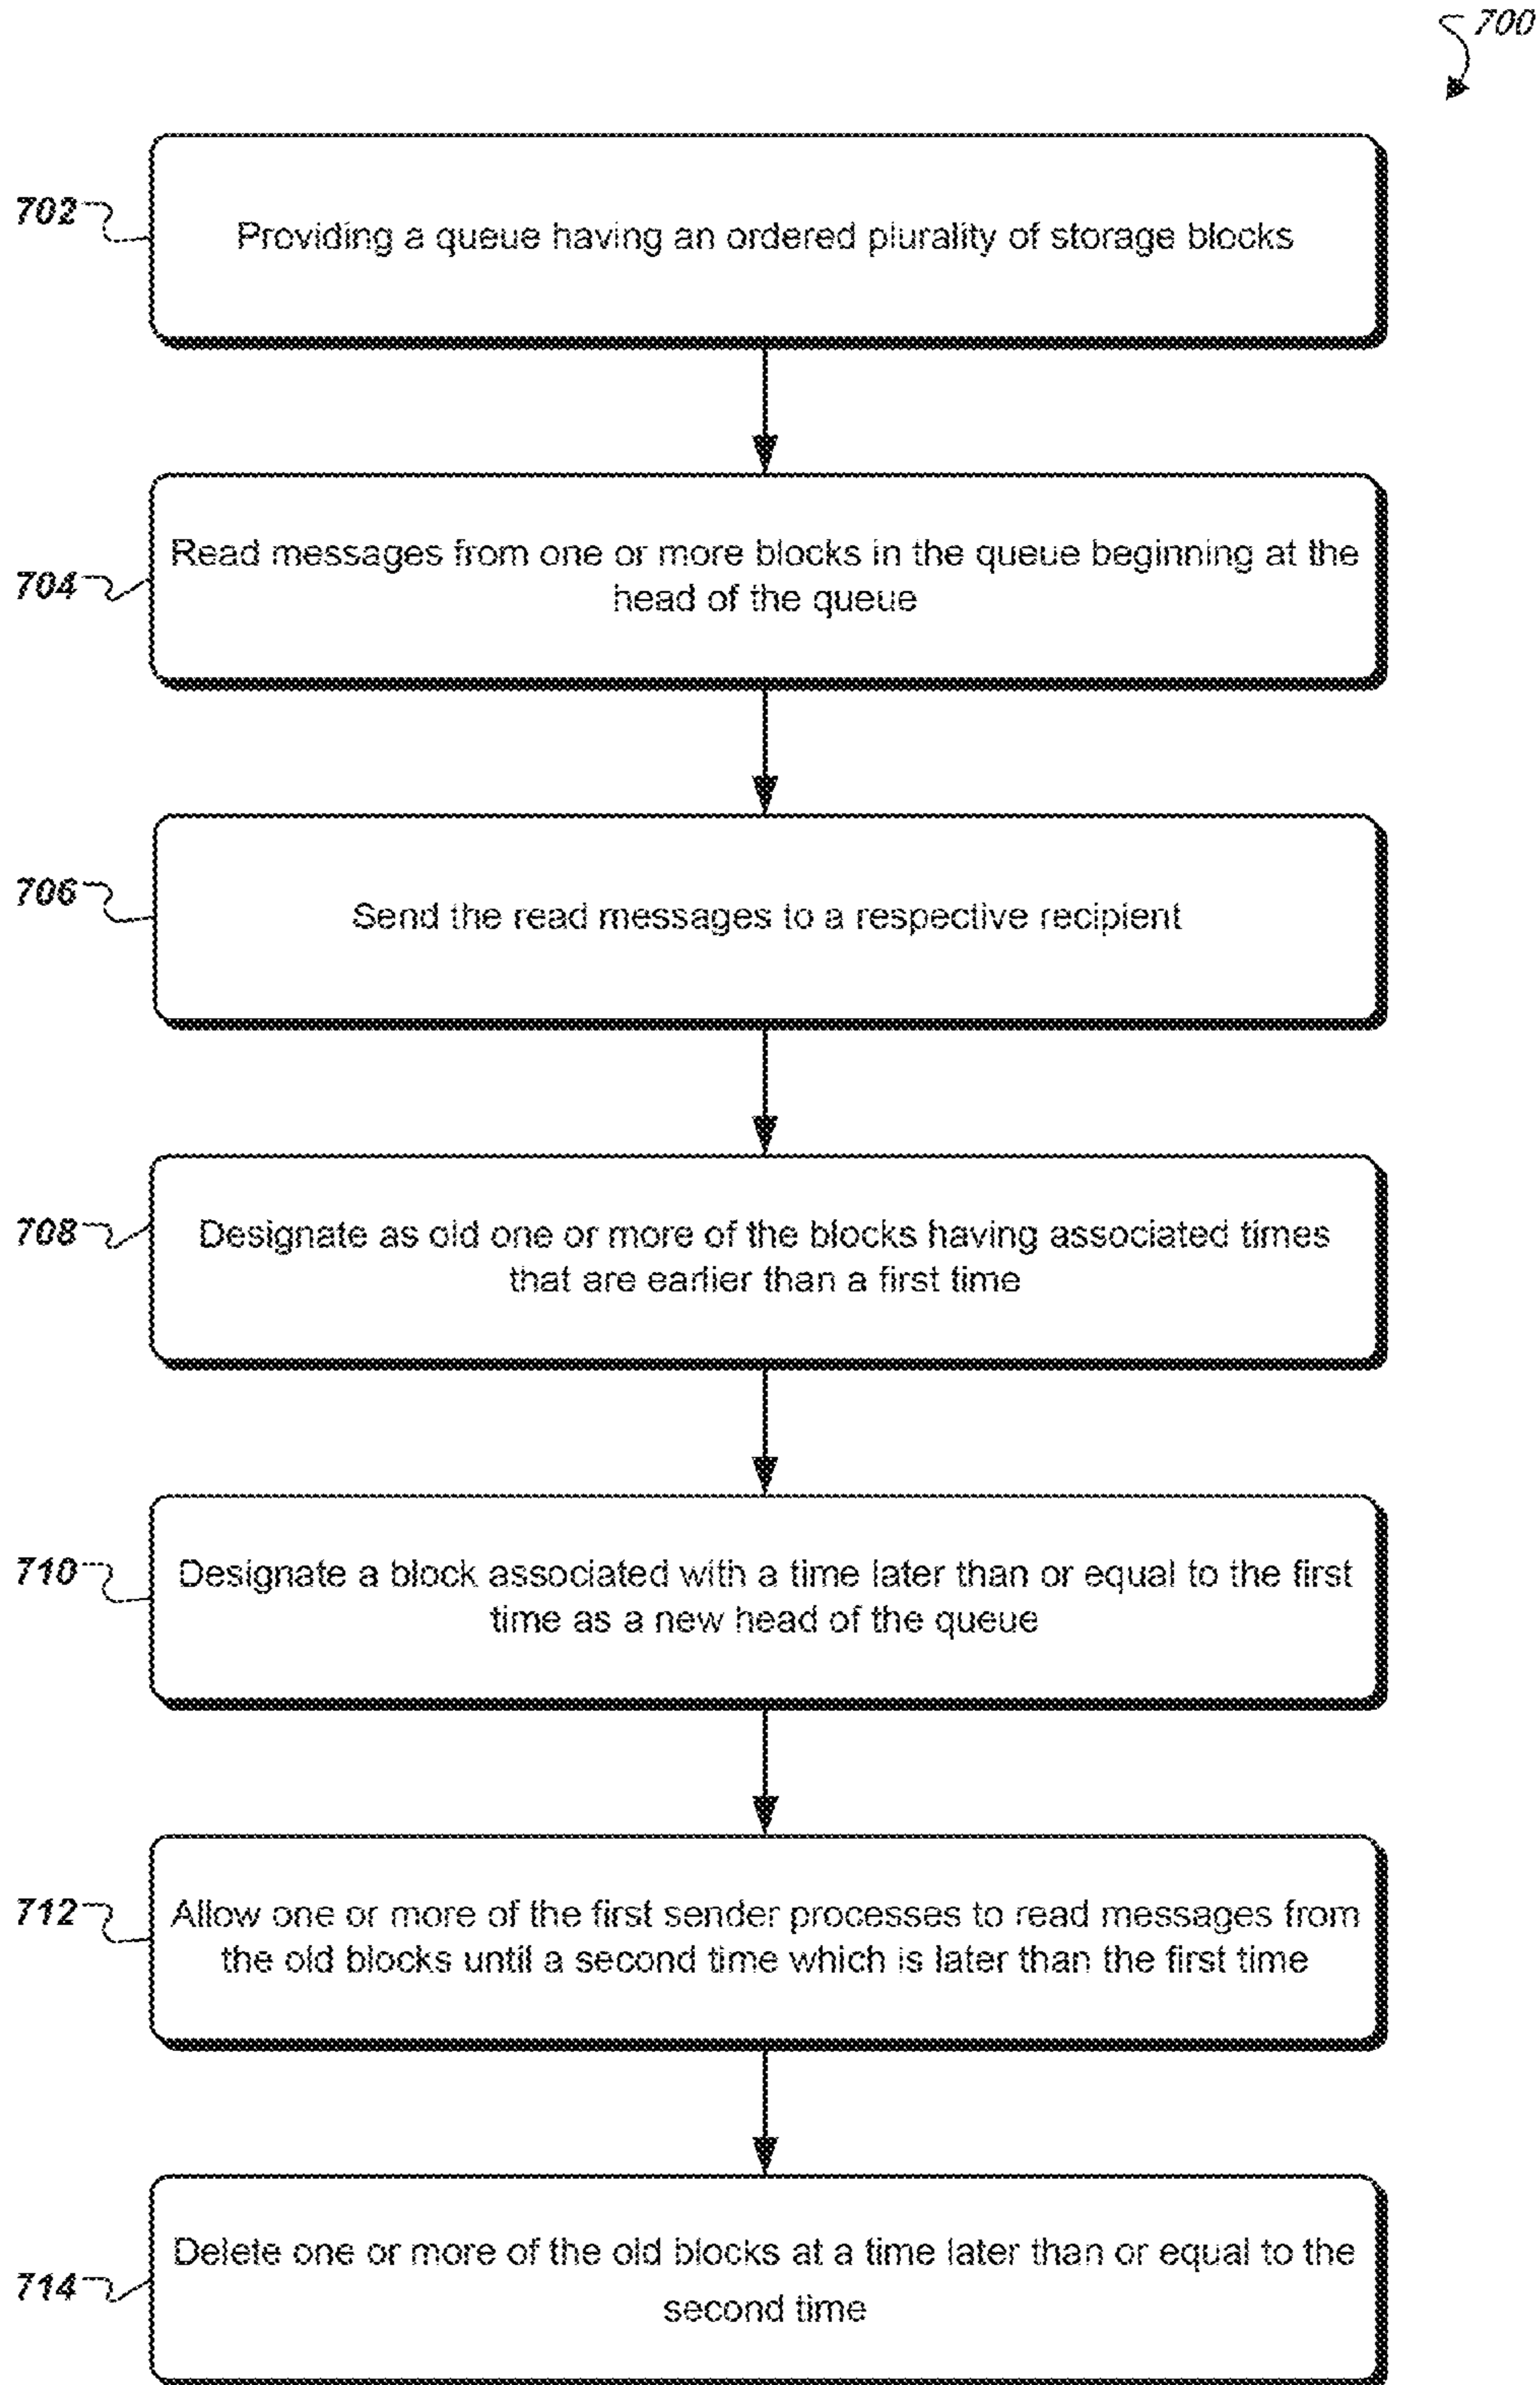 700
702
Providing a queue having an ordered plurality of storage blocks
704
Read messages from one or more blocks in the queue beginning at the
head of the queue
706
Send the read messages to a respective recipient
708
Designate as old one or more of the blocks having associated times
that are earlier than a first time
710
Designate a block associated with a time later than or equal to the first
time as a new head of the queue
712
Allow one or more of the first sender processes to read messages from
the old blocks until a second time which is later than the first time
714
Delete one or more of the old blocks at a time later than or equal to the
second time